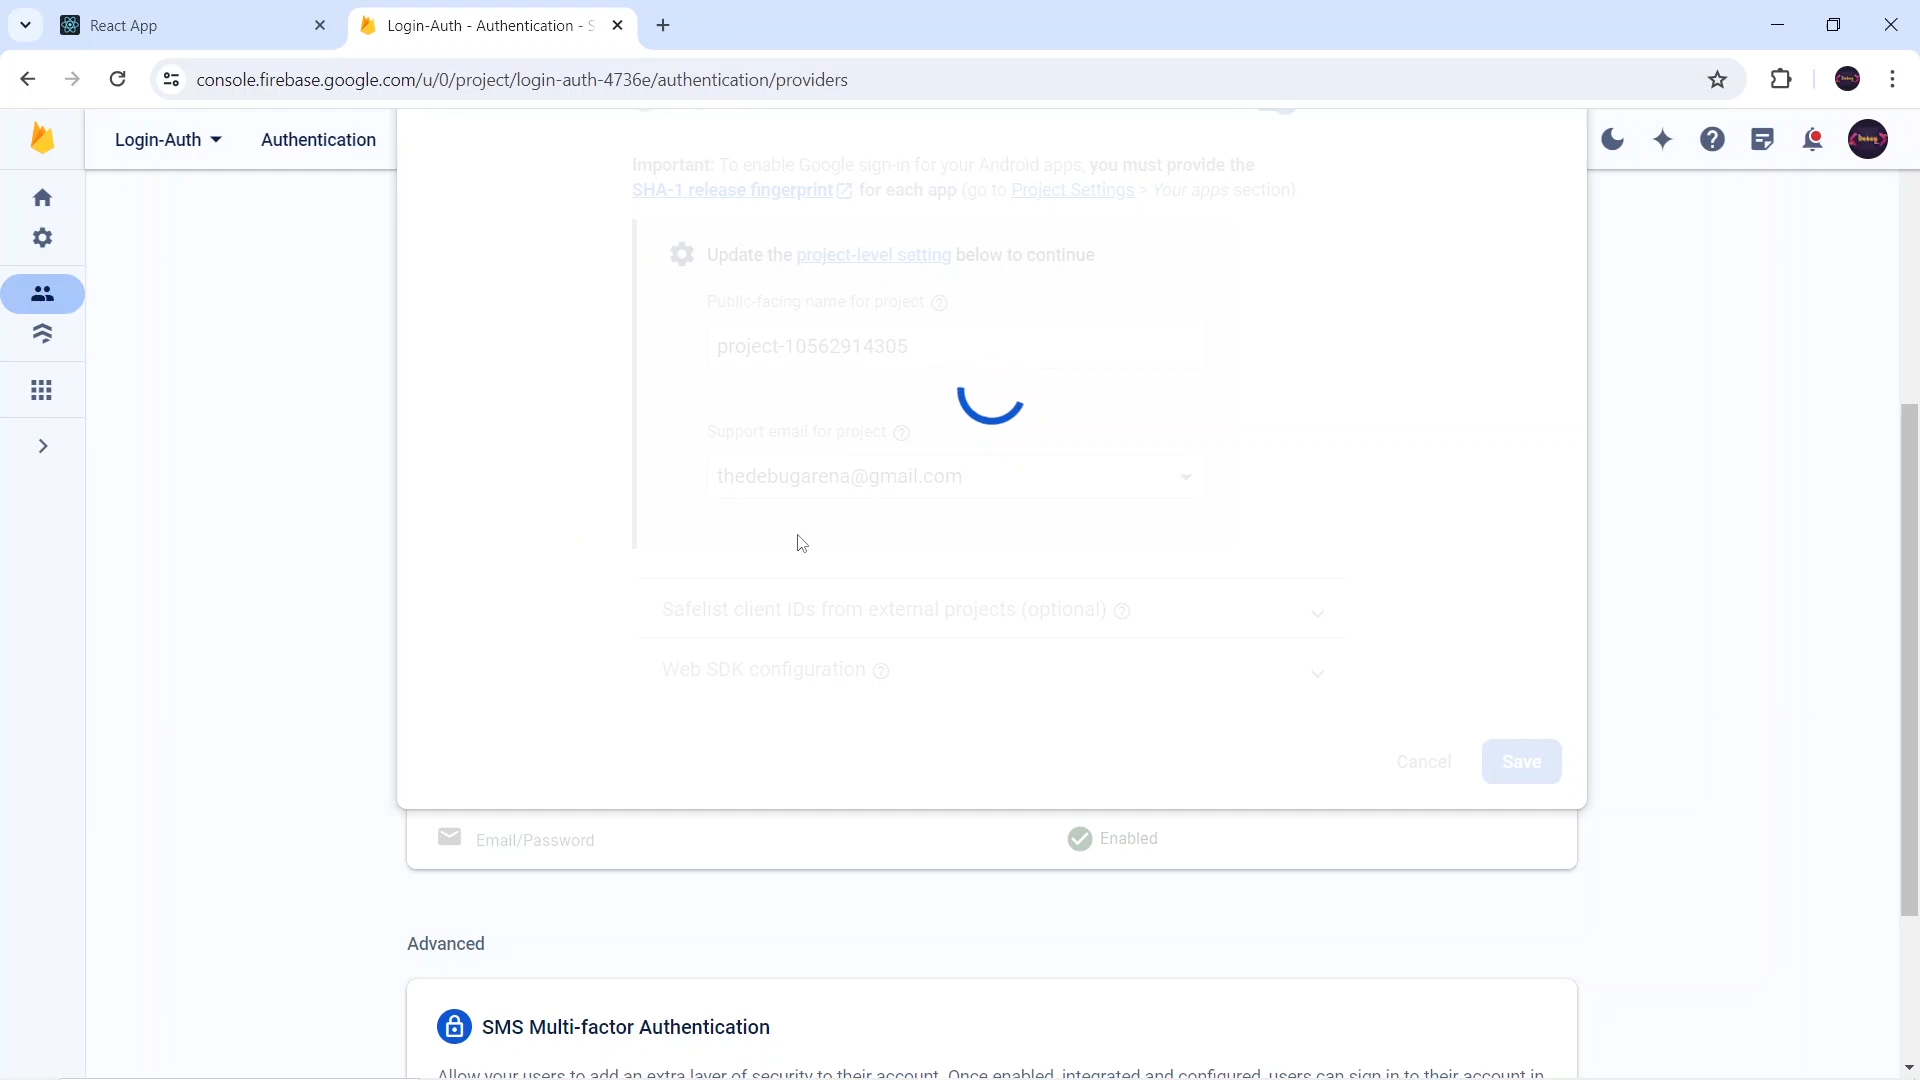 React App
Login-Auth - Authentication - S
console.firebase.google.com/u/0/project/login-auth-4736e/authentication/providers
Login-Auth
Authentication
Important: To enable Google sign-in for your Android apps, you must provide the
SHA-1 release fingerprint for each app (go to Project Settings > Your apps section).
Update the project-level setting below to continue
Public-facing name for project
project-10562914305
Support email for project
thedebugarena@gmail.com
Safelist client IDs from external projects (optional)
Web SDK configuration
Cancel
Save
Email/Password
Enabled
Advanced
SMS Multi-factor Authentication
Allow your users to add an extra layer of security to their account. Once enabled, integrated and configured, users can sign in to their account in